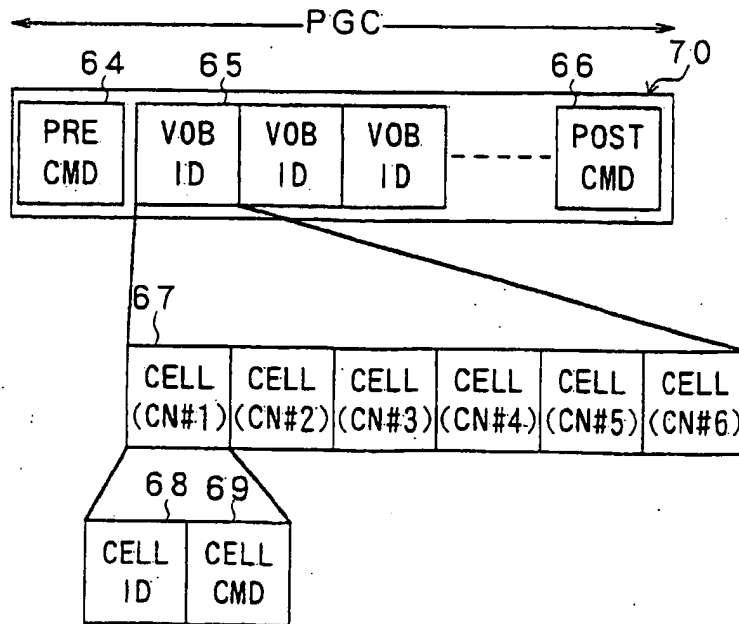 PGC
64 65 66 70
PRE CMD VOB ID VOB ID VOB ID POST CMD
67
CELL (CN#1) CELL (CN#2) CELL (CN#3) CELL (CN#4) CELL (CN#5) CELL (CN#6)
68 69
CELL ID CELL CMD